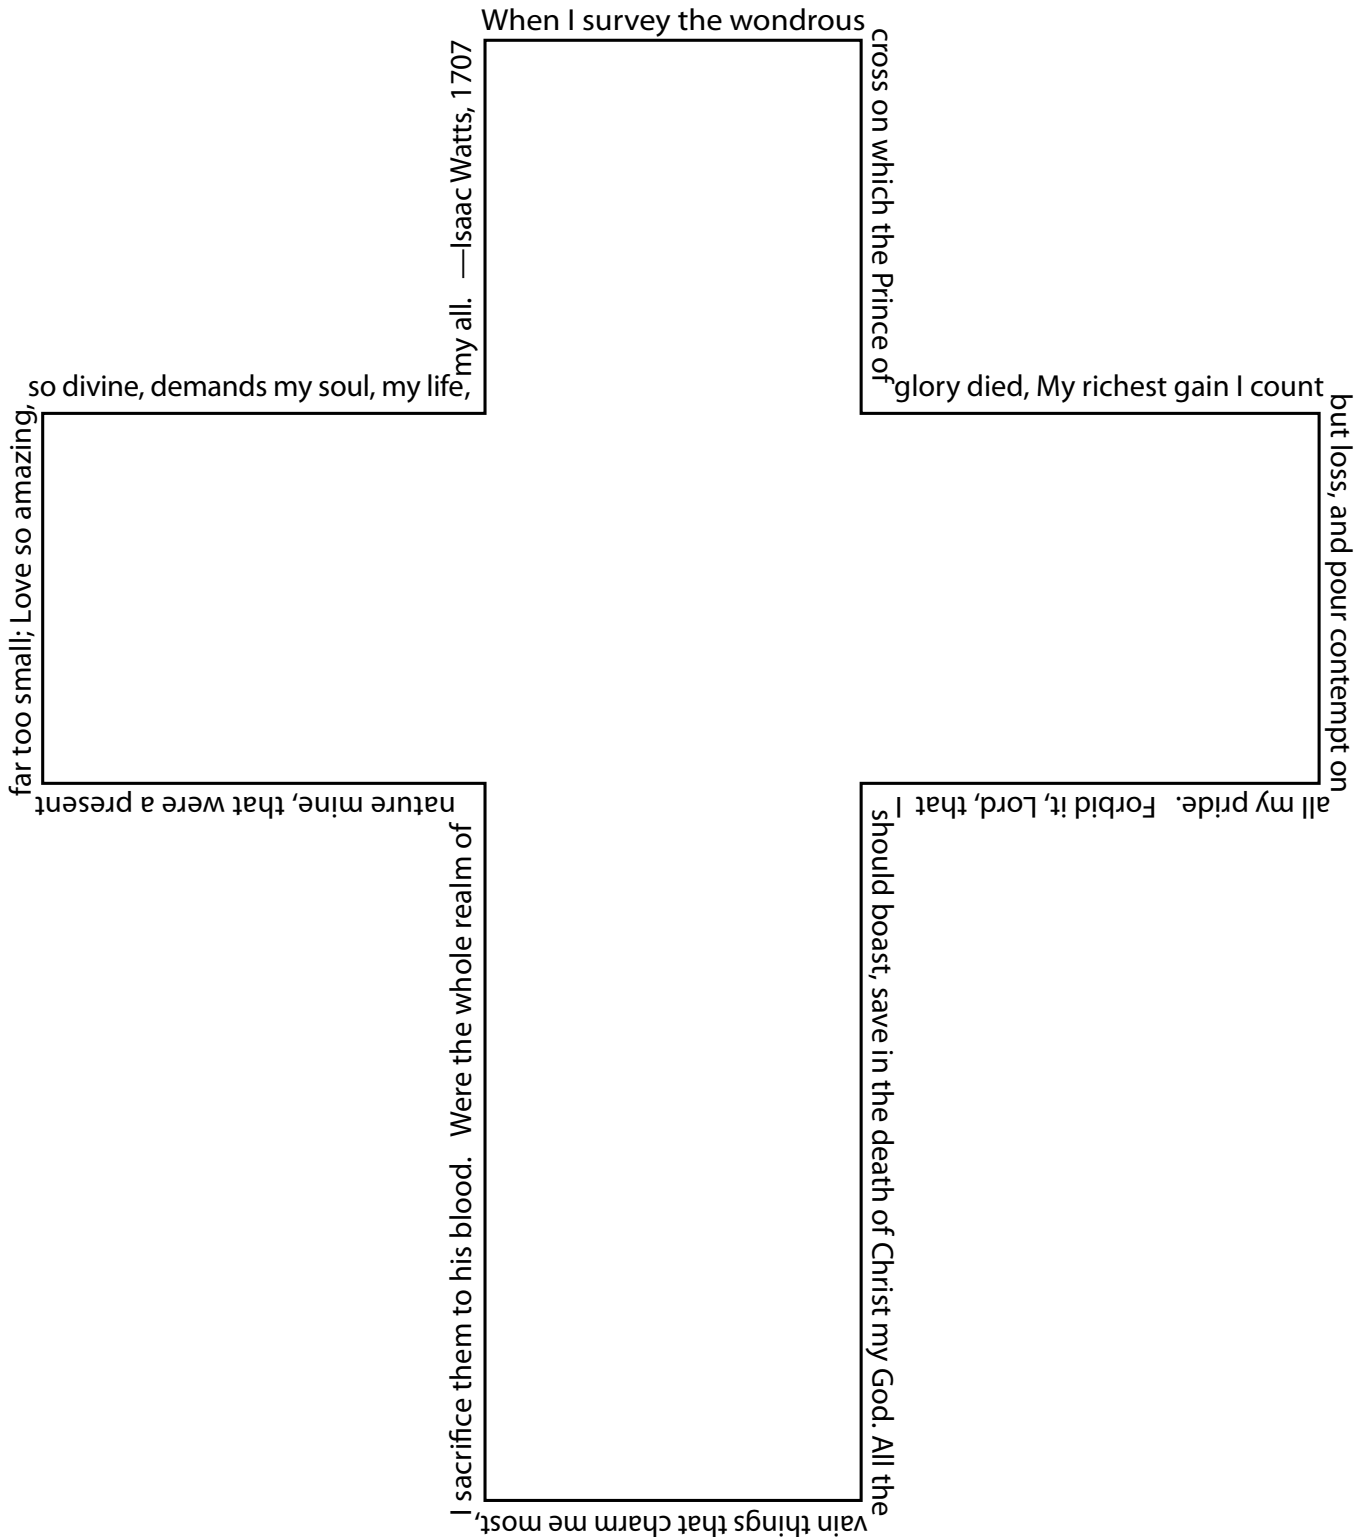 When I survey the wondrous
cross on which the Prince of
glory died, My richest gain I count
but loss, and pour contempt on
all my pride. Forbid it, Lord, that I
should boast, save in the death of Christ my God. All the
vain things that charm me most,
I sacrifice them to his blood. Were the whole realm of
nature mine, that were a present
far too small; Love so amazing,
so divine, demands my soul, my life,
my all. —Isaac Watts, 1707